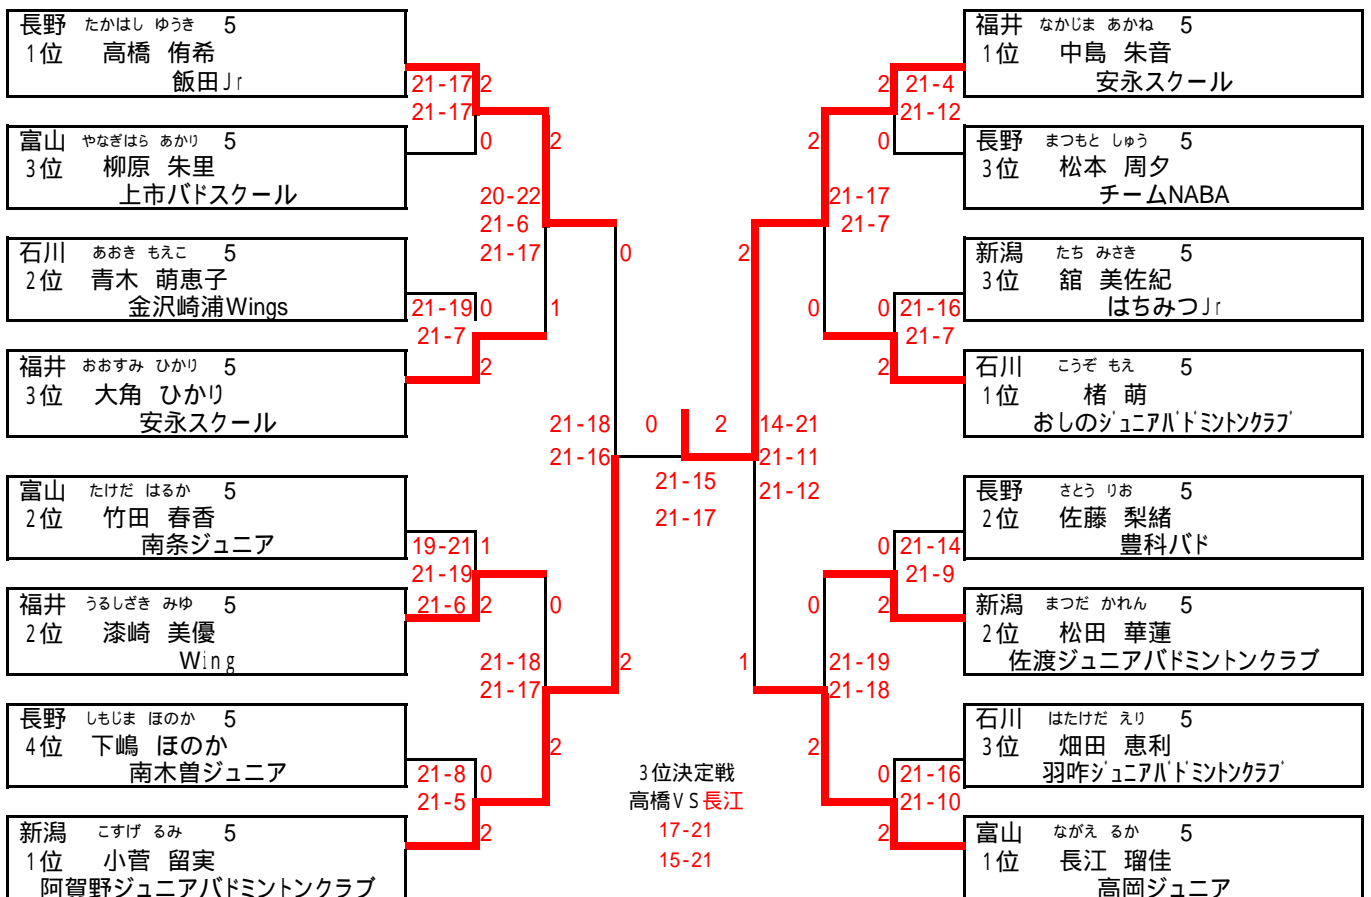 長野 たかはし ゆうき 5
1位 高橋 侑希
飯田Jr
富山 やなぎはら あかり 5
3位 柳原 朱里
上市バドスクール
石川 あおき もえこ 5
2位 青木 萌恵子
金沢崎浦Wings
福井 おおすみ ひかり 5
3位 大角 ひかり
安永スクール
富山 たけだ はるか 5
2位 竹田 春香
南条ジュニア
福井 うるしざき みゆ 5
2位 漆崎 美優
Wing
長野 しもじま ほのか 5
4位 下嶋 ほのか
南木曽ジュニア
新潟 こすげ るみ 5
1位 小菅 留実
阿賀野ジュニアバドミントンクラブ
21-17 2
21-17
0
2
20-22
21-6
21-17
0
21-19 0
21-7
1
2
21-18
21-16
19-21 1
21-19
21-6 2
0
21-18
21-17
2
21-8 0
21-5
2
2
0 2
21-15
21-17
3位決定戦
高橋VS長江
17-21
15-21
2 21-4
21-12
0
2
21-17
21-7
2
0
0 21-16
21-7
2
14-21
21-11
21-12
0 21-14
21-9
2
0
1
21-19
21-18
2
0 21-16
21-10
2
福井 なかじま あかね 5
1位 中島 朱音
安永スクール
長野 まつもと しゅう 5
3位 松本 周夕
チームNABA
新潟 たち みさき 5
3位 舘 美佐紀
はちみつJr
石川 こうぞ もえ 5
1位 楮 萌
おしのジュニアバドミントンクラブ
長野 さとう りお 5
2位 佐藤 梨緒
豊科バド
新潟 まつだ かれん 5
2位 松田 華蓮
佐渡ジュニアバドミントンクラブ
石川 はたけだ えり 5
3位 畑田 恵利
羽咋ジュニアバドミントンクラブ
富山 ながえ るか 5
1位 長江 瑠佳
高岡ジュニア